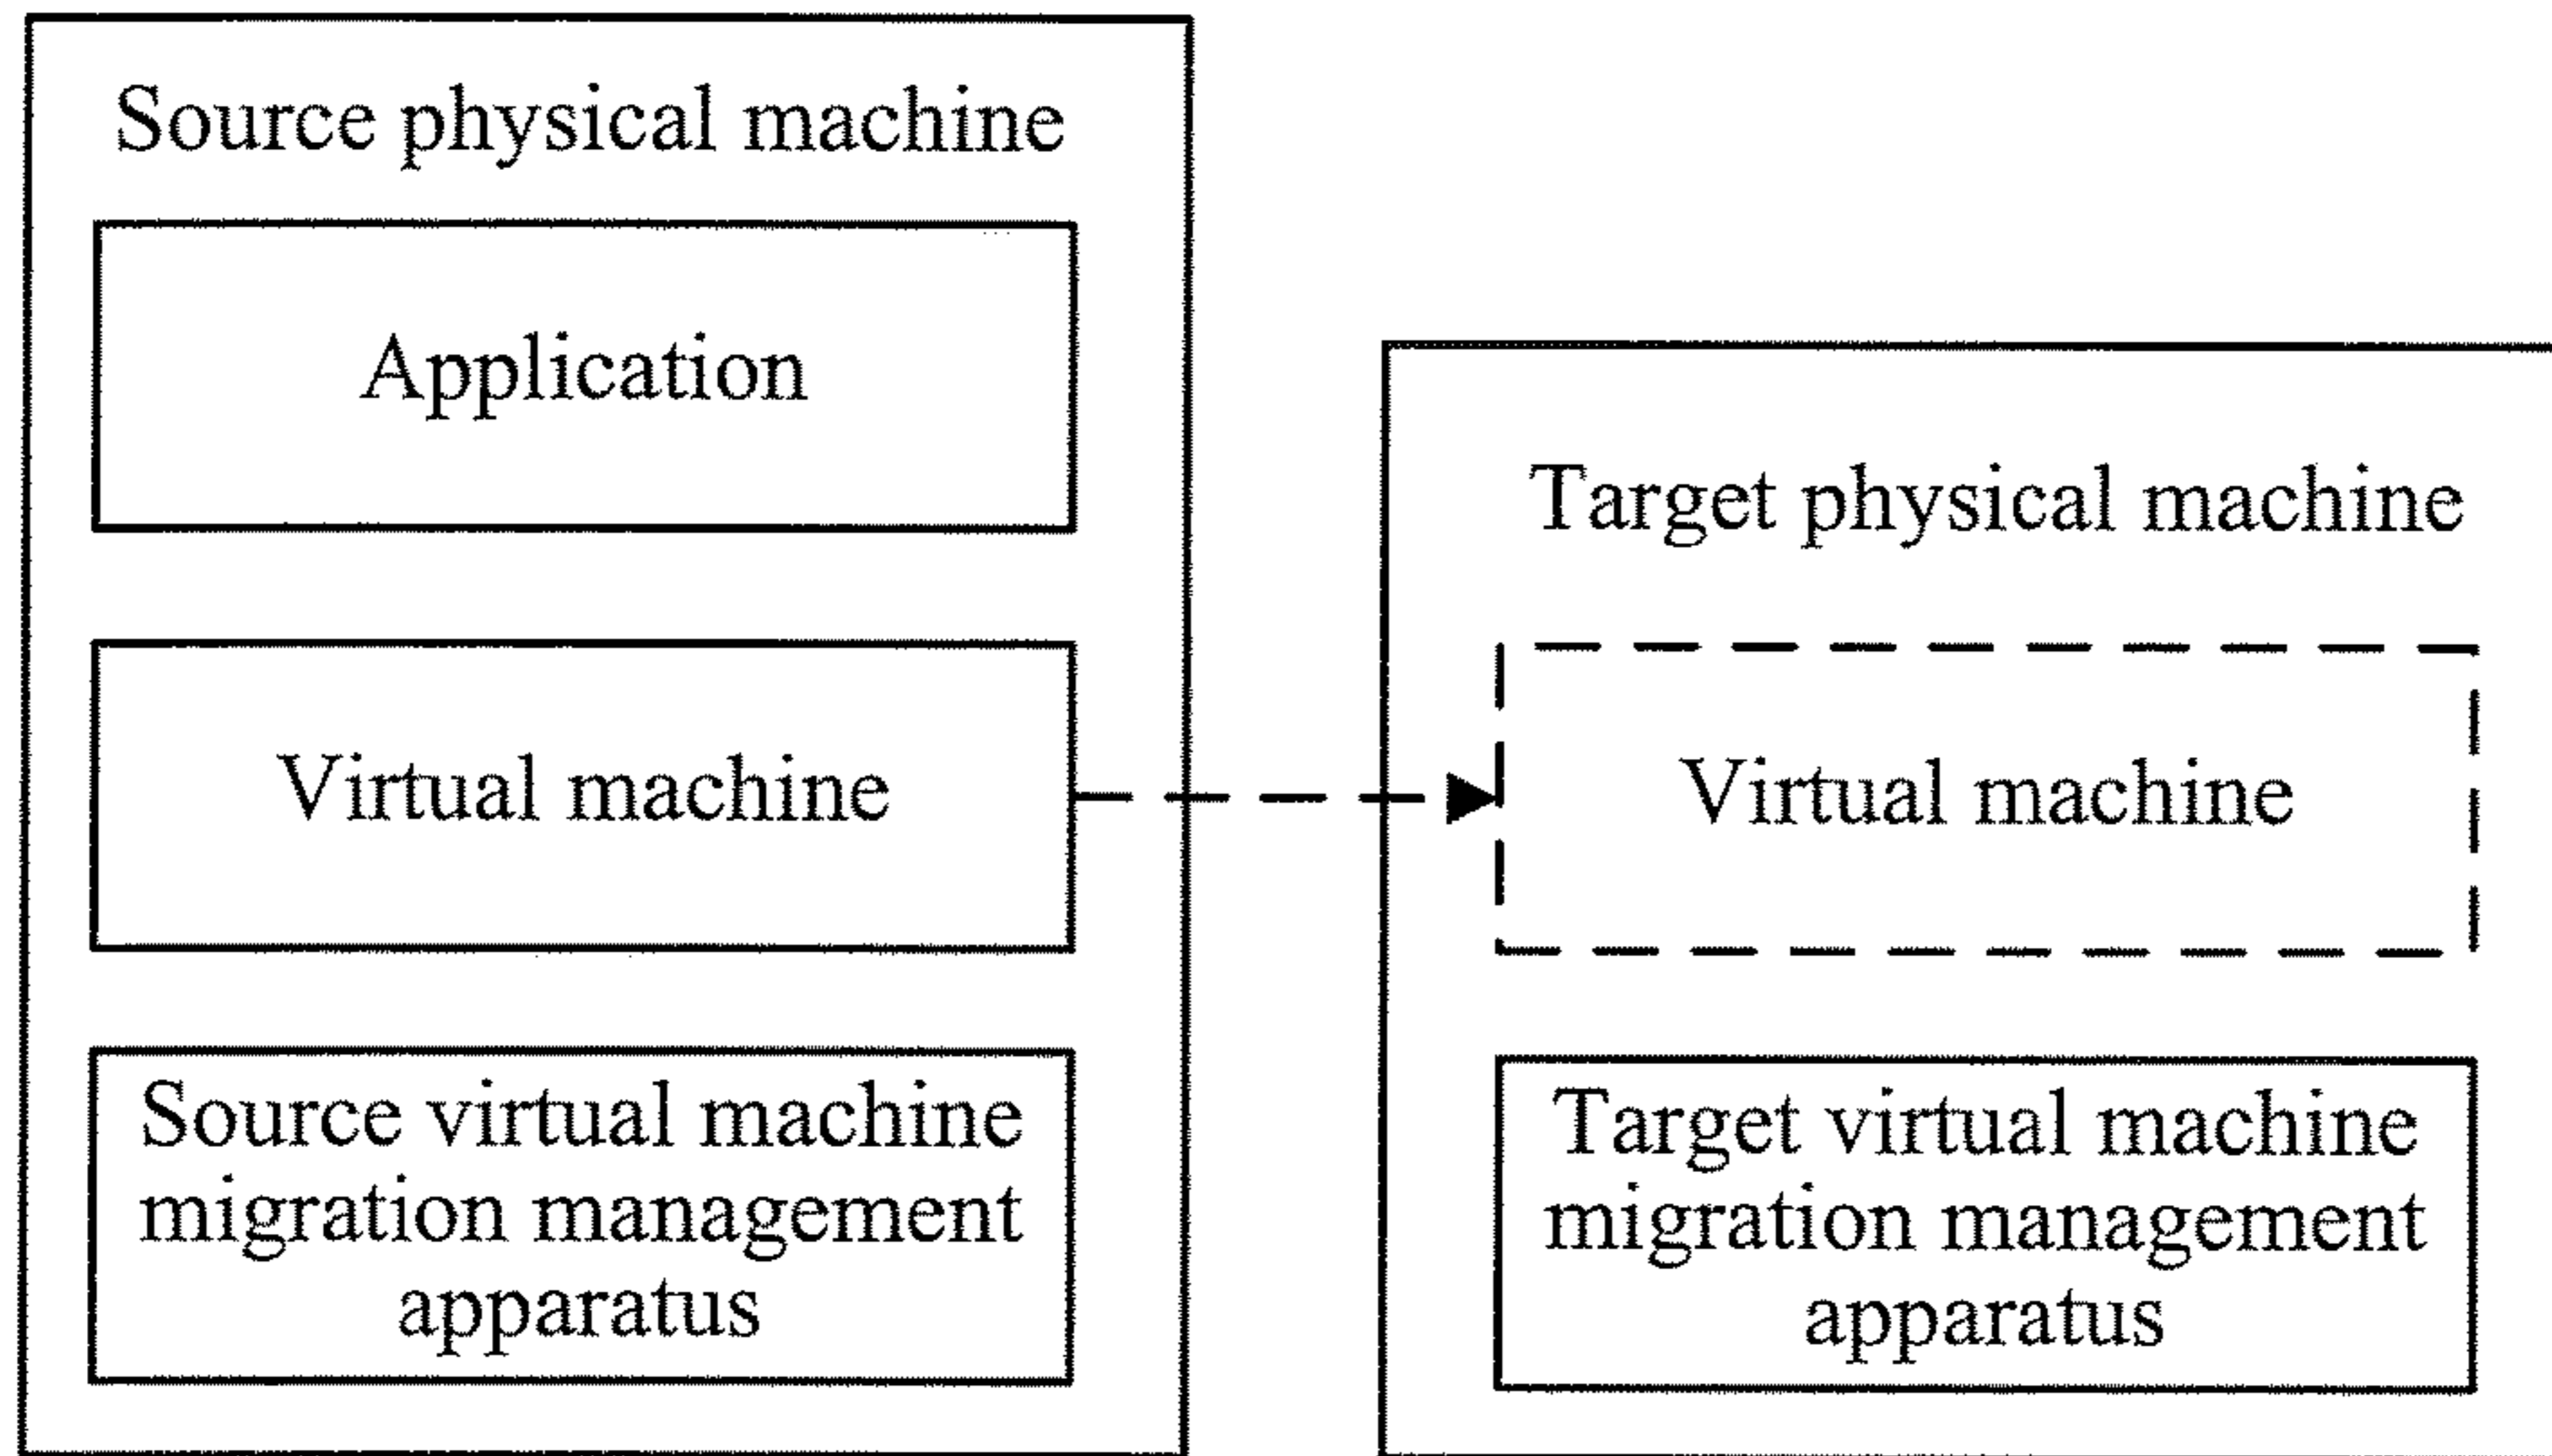 Source physical machine
Application
Virtual machine
Source virtual machine
migration management
apparatus
Target physical machine
Virtual machine
Target virtual machine
migration management
apparatus